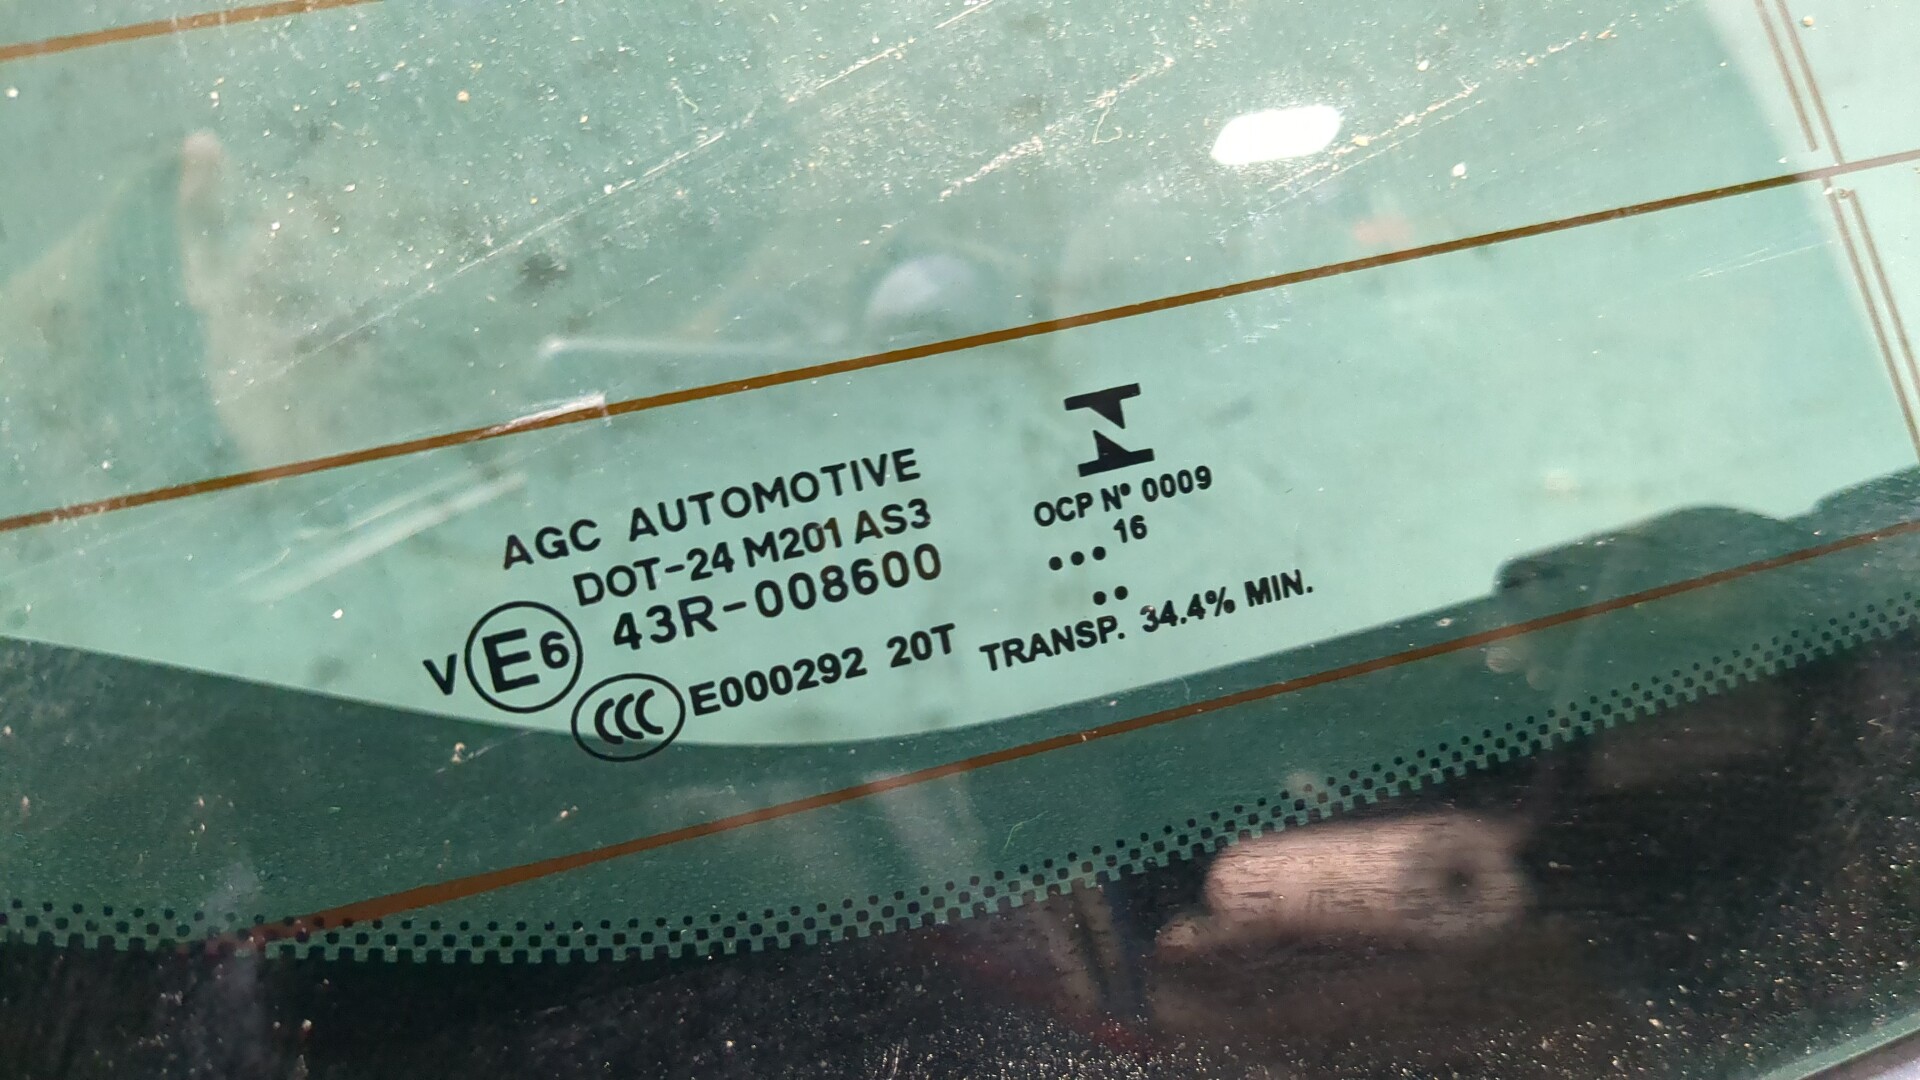 AGC AUTOMOTIVE
DOT-24 M201 AS3
43R-008600
V E6
CCC E000292 20T
OCP Nº 0009
... 16
..
TRANSP. 34.4% MIN.